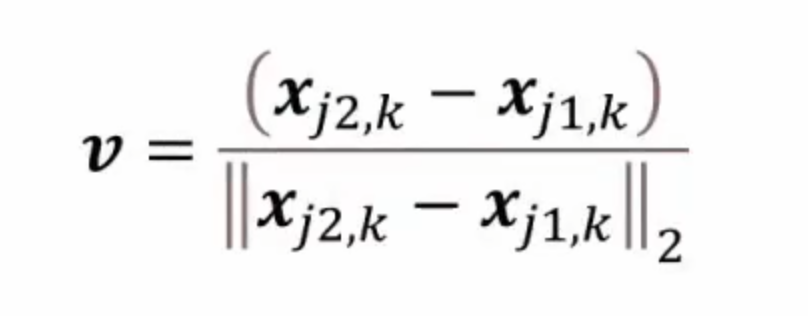 𝒗 = (𝒙_{j2,k} − 𝒙_{j1,k}) / ‖𝒙_{j2,k} − 𝒙_{j1,k}‖_2